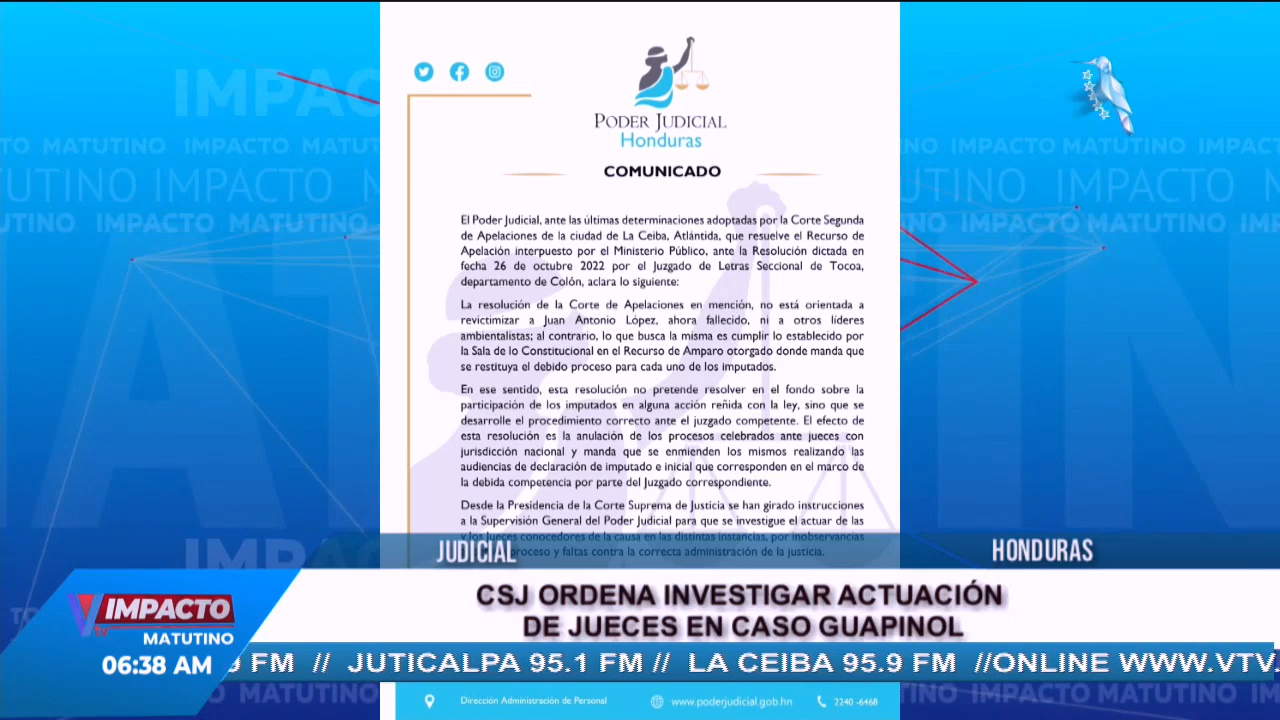 PODER JUDICIAL
Honduras
COMUNICADO
El Poder Judicial, ante las últimas determinaciones adoptadas por la Corte Segunda
de Apelaciones de la ciudad de La Ceiba, Atlántida, que resuelve el Recurso de
Apelación interpuesto por el Ministerio Público, ante la Resolución dictada en
fecha 26 de octubre 2022 por el Juzgado de Letras Seccional de Tocoa,
departamento de Colón, aclara lo siguiente:
La resolución de la Corte de Apelaciones en mención, no está orientada a
revictimizar a Juan Antonio López, ahora fallecido, ni a otros líderes
ambientalistas; al contrario, lo que busca la misma es cumplir lo establecido por
la Sala de lo Constitucional en el Recurso de Amparo otorgado donde manda que
se restituya el debido proceso para cada uno de los imputados.
En ese sentido, esta resolución no pretende resolver en el fondo sobre la
participación de los imputados en alguna acción reñida con la ley, sino que se
desarrolle el procedimiento correcto ante el juzgado competente. El efecto de
esta resolución es la anulación de los procesos celebrados ante jueces con
jurisdicción nacional y manda que se enmienden los mismos realizando las
audiencias de declaración de imputado e inicial que corresponden en el marco de
la debida competencia por parte del Juzgado correspondiente.
Desde la Presidencia de la Corte Suprema de Justicia se han girado instrucciones
a la Supervisión General del Poder Judicial para que se investigue el actuar de las
y los Jueces conocedores de la causa en las distintas instancias, por inobservancias
proceso y faltas contra la correcta administración de la justicia.
JUDICIAL
HONDURAS
CSJ ORDENA INVESTIGAR ACTUACIÓN
DE JUECES EN CASO GUAPINOL
Vtv IMPACTO
MATUTINO
06:38 AM
9 FM // JUTICALPA 95.1 FM // LA CEIBA 95.9 FM //ONLINE WWW.VTV.
Dirección Administración de Personal
www.poderjudicial.gob.hn
2240 -6468
IMPACTO MATUTINO